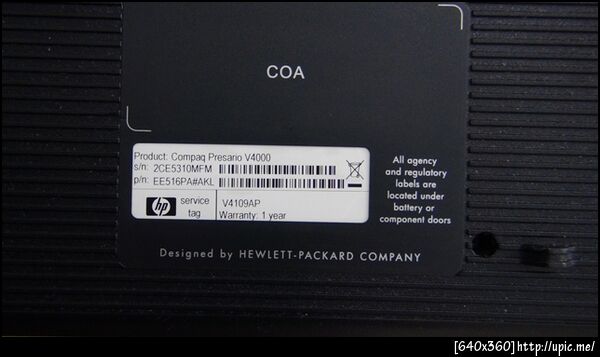 COA
Product: Compaq Presario V4000
s/n: 2CE5310MFM
p/n: EE516PA#AKL
hp
service
tag
V4109AP
Warranty: 1 year
All agency
and regulatory
labels are
located under
battery or
component doors
Designed by HEWLETT-PACKARD COMPANY
[640x360]http://upic.me/